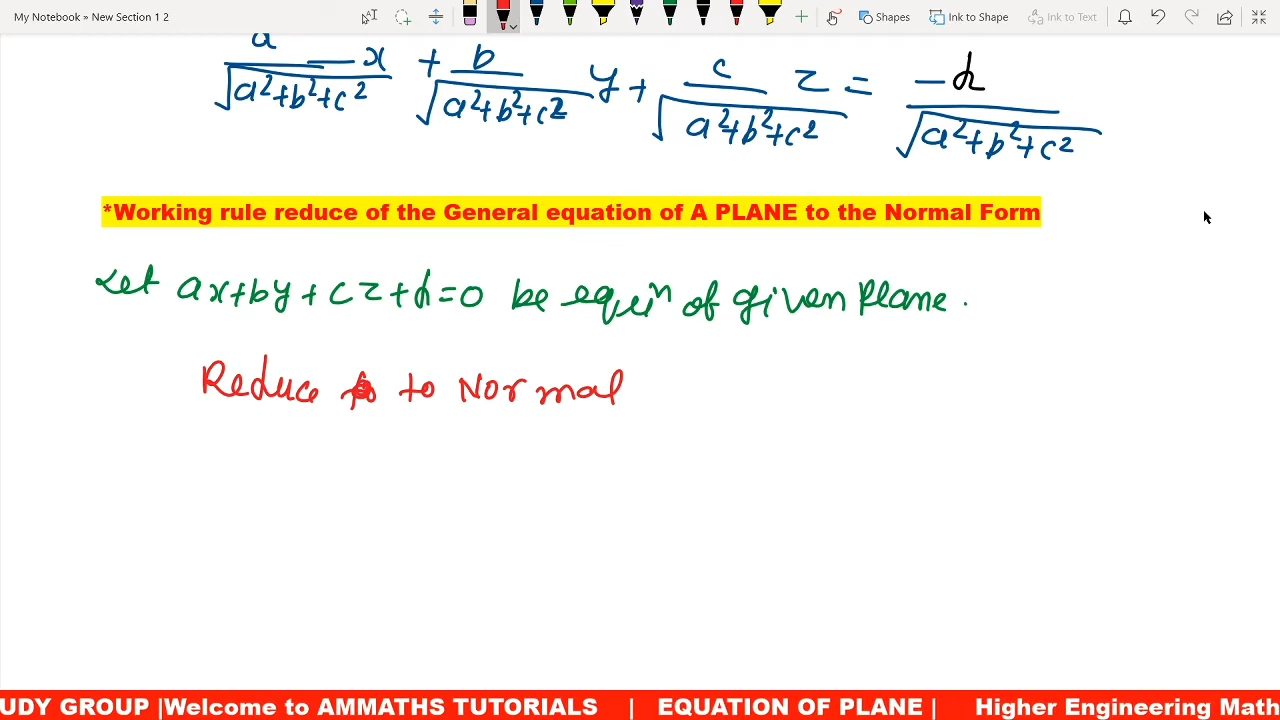 My Notebook » New Section 1 2 Shapes Ink to Shape Ink to Text
a/√a²+b²+c² x + b/√a²+b²+c² y + c/√a²+b²+c² z = -d/√a²+b²+c²
*Working rule reduce of the General equation of A PLANE to the Normal Form
Let ax+by+cz+d=0 be equⁿ of given Plane.
Reduce to Normal
UDY GROUP |Welcome to AMMATHS TUTORIALS | EQUATION OF PLANE | Higher Engineering Math